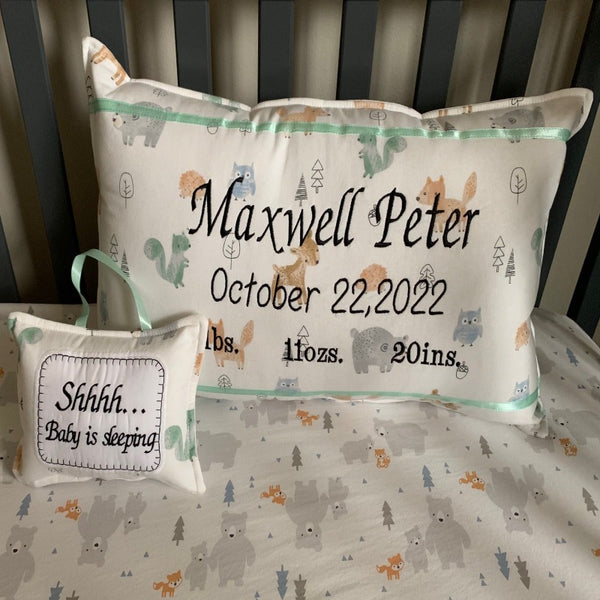 Maxwell Peter
October 22,2022
lbs. 11ozs. 20ins.
Shhhh...
Baby is sleeping